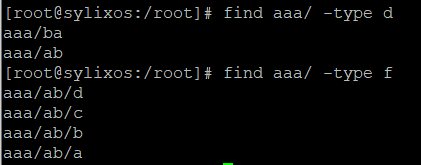 [root@sylixos:/root]# find aaa/ -type d
aaa/ba
aaa/ab
[root@sylixos:/root]# find aaa/ -type f
aaa/ab/d
aaa/ab/c
aaa/ab/b
aaa/ab/a